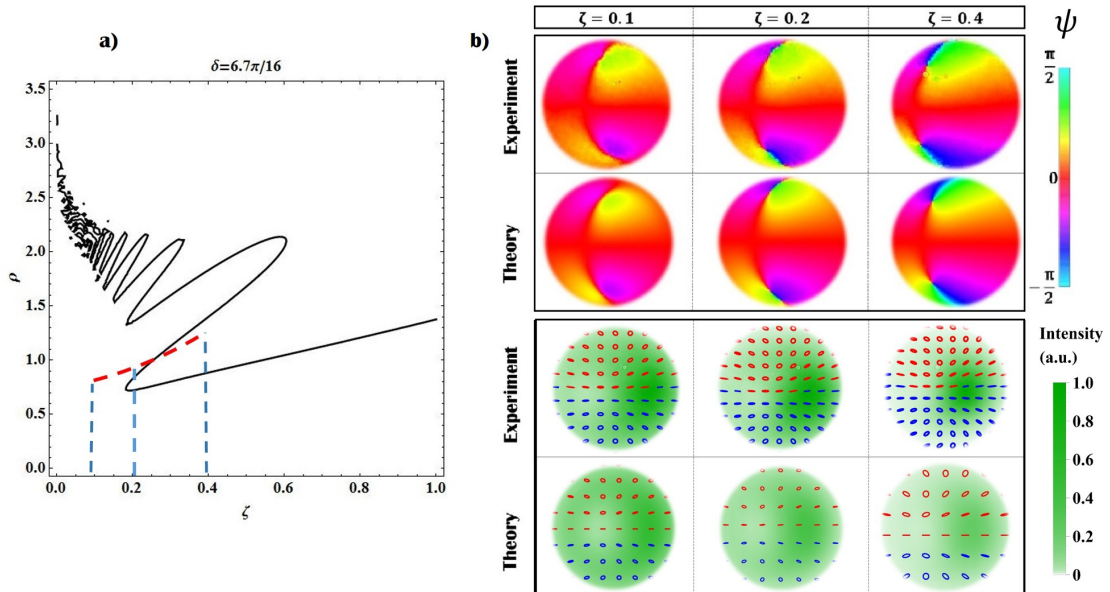 a)
δ=6.7π/16
3.5
3.0
2.5
2.0
1.5
1.0
0.5
0.0
ρ
0.0 0.2 0.4 0.6 0.8 1.0
ζ
b)
ζ = 0.1 ζ = 0.2 ζ = 0.4
Experiment
Theory
ψ
π
2
0
−π
2
Experiment
Theory
Intensity
(a.u.)
1.0
0.8
0.6
0.4
0.2
0